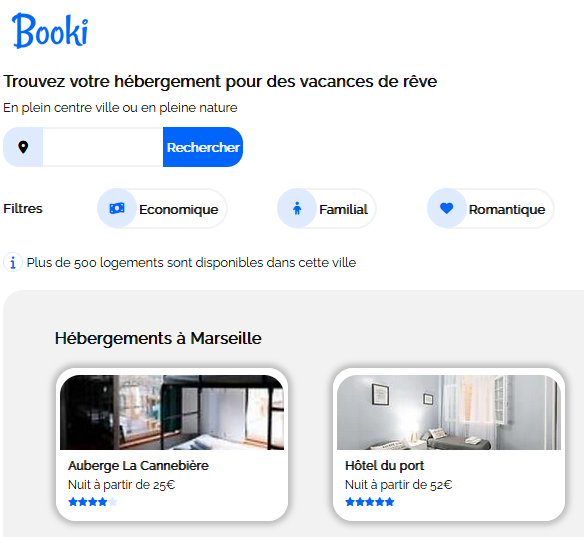 Booki
Trouvez votre hébergement pour des vacances de rêve
En plein centre ville ou en pleine nature
Rechercher
Filtres Economique Familial Romantique
Plus de 500 logements sont disponibles dans cette ville
Hébergements à Marseille
Auberge La Cannebière
Nuit à partir de 25€
Hôtel du port
Nuit à partir de 52€